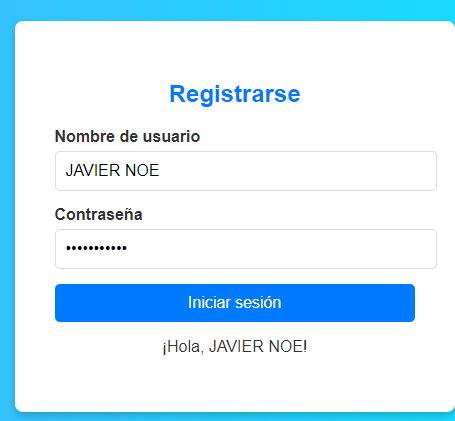 Registrarse
Nombre de usuario
JAVIER NOE
Contraseña
•••••••••••
Iniciar sesión
¡Hola, JAVIER NOE!